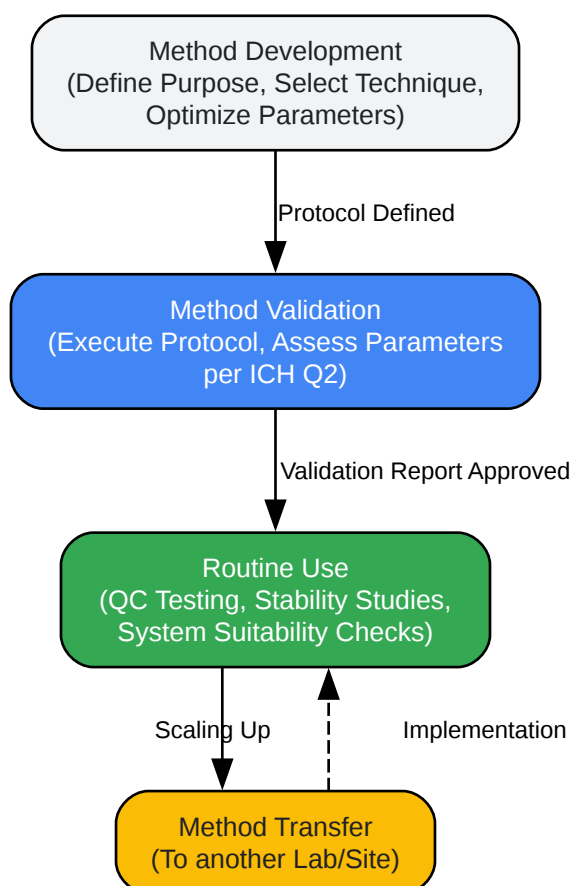 Method Development
(Define Purpose, Select Technique,
Optimize Parameters)
Protocol Defined
Method Validation
(Execute Protocol, Assess Parameters
per ICH Q2)
Validation Report Approved
Routine Use
(QC Testing, Stability Studies,
System Suitability Checks)
Scaling Up
Implementation
Method Transfer
(To another Lab/Site)